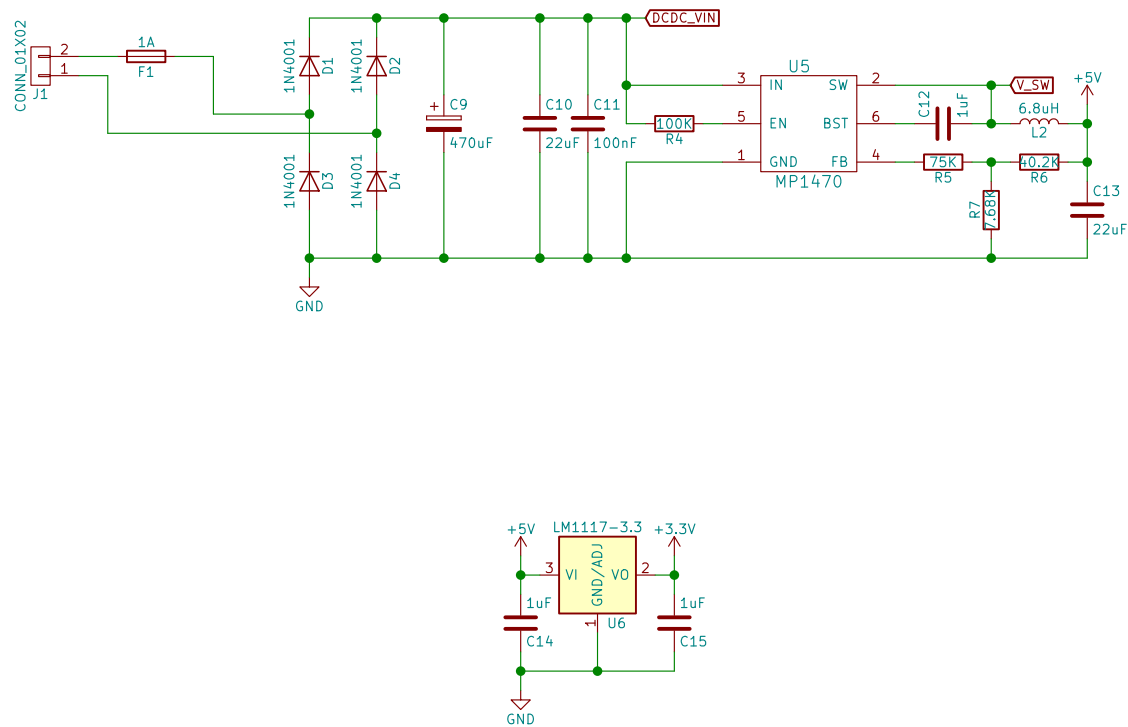 CONN_01X02
2
1
J1
1A
F1
1N4001
D1
1N4001
D2
1N4001
D3
1N4001
D4
GND
C9
+
470uF
C10
22uF
C11
100nF
DCDC_VIN
100K
R4
U5
3
IN
SW
2
5
EN
BST
6
1
GND
FB
4
MP1470
C12
1uF
V_SW
+5V
6.8uH
L2
75K
R5
40.2K
R6
R7
7.68K
C13
22uF
+5V
LM1117-3.3
+3.3V
3
VI
GND/ADJ
VO
2
1uF
C14
1
U6
1uF
C15
GND